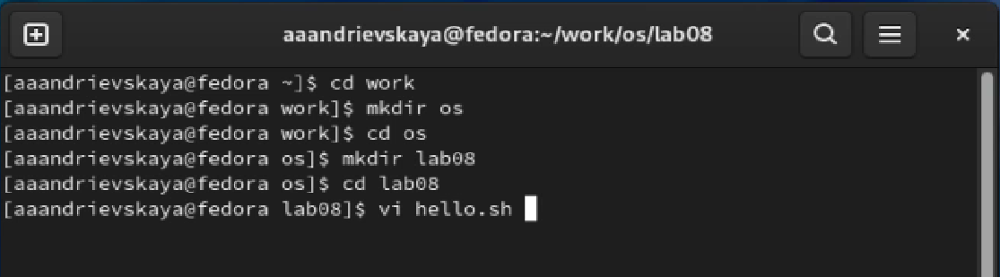 aaandrievskaya@fedora:~/work/os/lab08
[aaandrievskaya@fedora ~]$ cd work
[aaandrievskaya@fedora work]$ mkdir os
[aaandrievskaya@fedora work]$ cd os
[aaandrievskaya@fedora os]$ mkdir lab08
[aaandrievskaya@fedora os]$ cd lab08
[aaandrievskaya@fedora lab08]$ vi hello.sh